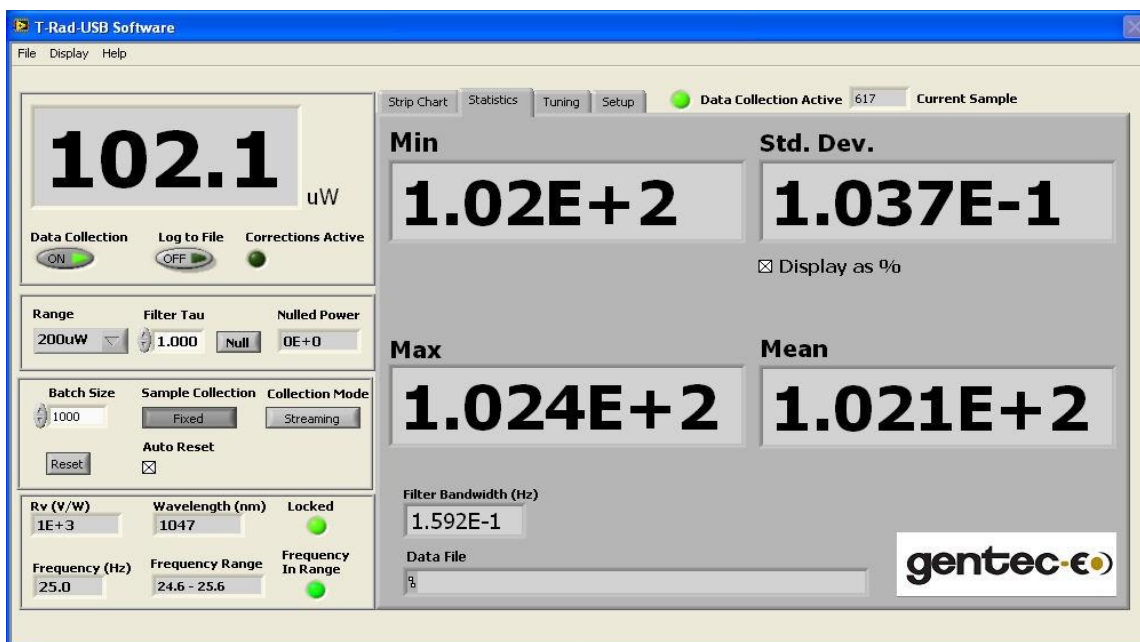 T-Rad-USB Software
File Display Help
102.1
uW
Data Collection Log to File Corrections Active
ON OFF
Range Filter Tau Nulled Power
200uW 1.000 Null 0E+0
Batch Size Sample Collection Collection Mode
1000 Fixed Streaming
Auto Reset
Reset
Rv (V/W) Wavelength (nm) Locked
1E+3 1047
Frequency (Hz) Frequency Range Frequency In Range
25.0 24.6 - 25.6
Strip Chart Statistics Tuning Setup Data Collection Active 617 Current Sample
Min Std. Dev.
1.02E+2 1.037E-1
Display as %
Max Mean
1.024E+2 1.021E+2
Filter Bandwidth (Hz)
1.592E-1
Data File
gentec-EO